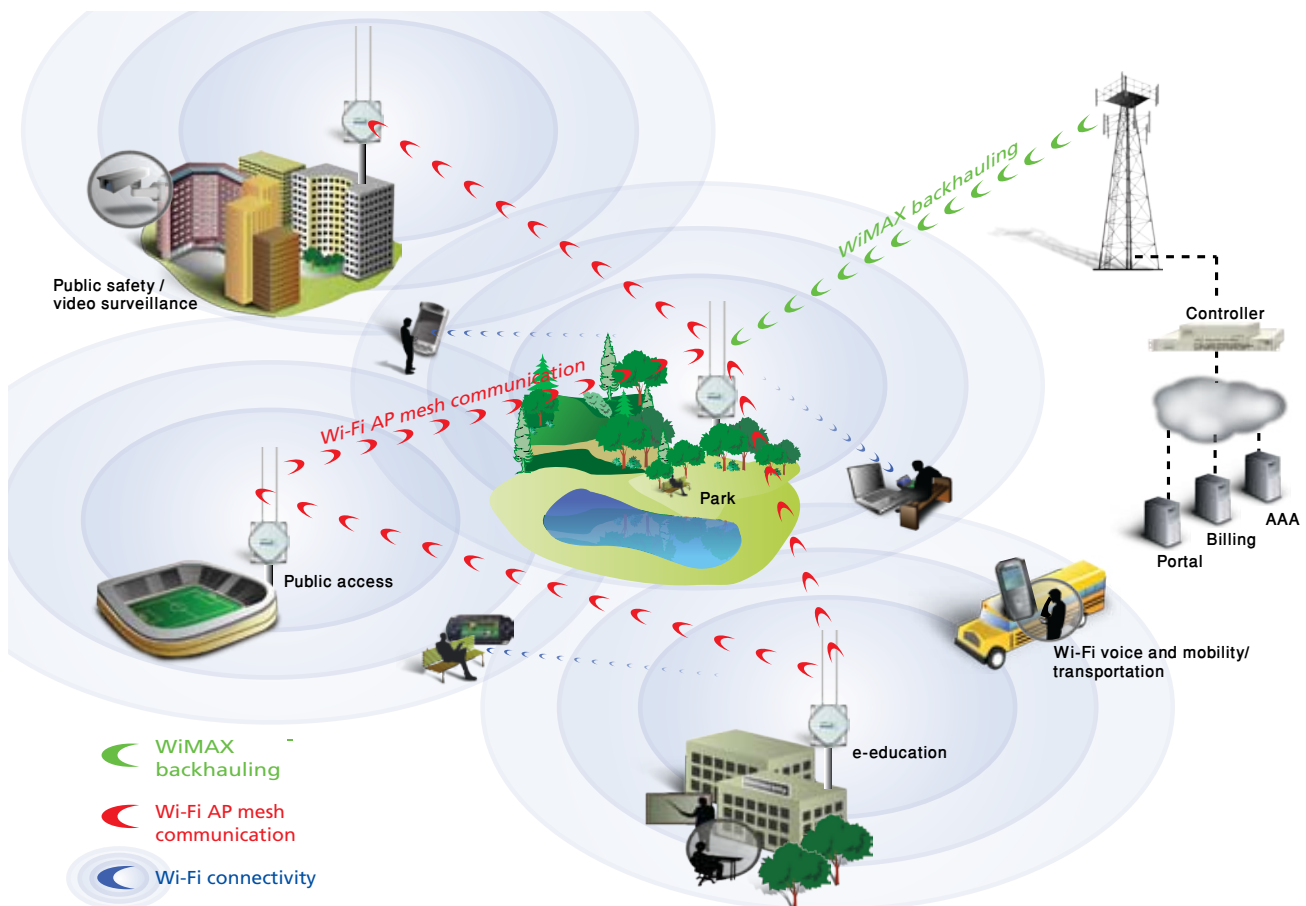 WiMAX backhauling
Controller
Public safety /
video surveillance
Wi-Fi AP mesh communication
Park
AAA
Billing
Portal
Public access
Wi-Fi voice and mobility/
transportation
e-education
WiMAX
backhauling
Wi-Fi AP mesh
communication
Wi-Fi connectivity